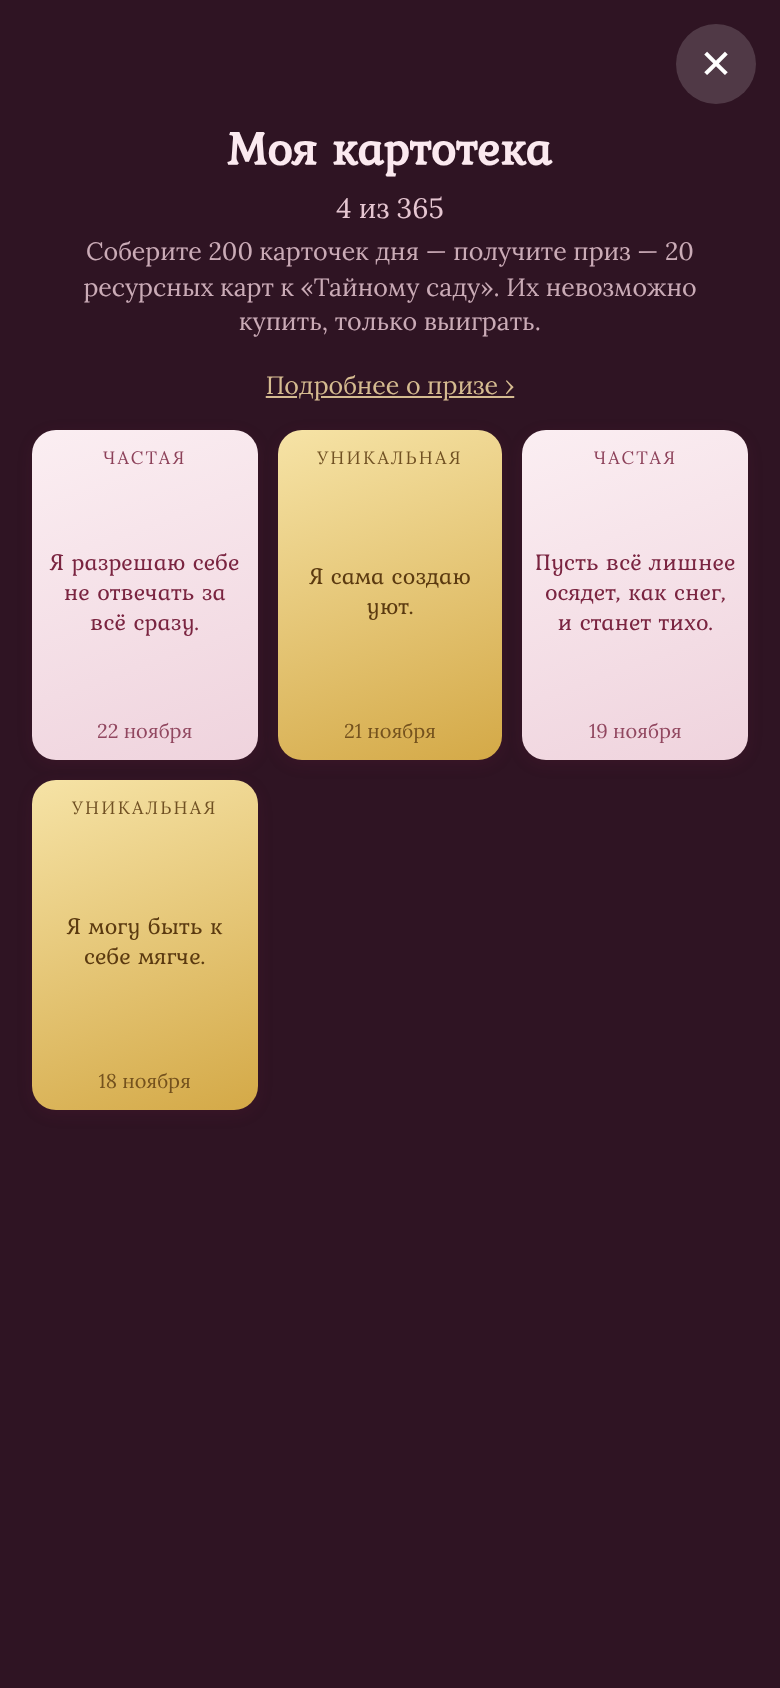 Моя картотека
4 из 365
Соберите 200 карточек дня — получите приз — 20
ресурсных карт к «Тайному саду». Их невозможно
купить, только выиграть.
Подробнее о призе ›
ЧАСТАЯ
Я разрешаю себе
не отвечать за
всё сразу.
22 ноября
УНИКАЛЬНАЯ
Я сама создаю
уют.
21 ноября
ЧАСТАЯ
Пусть всё лишнее
осядет, как снег,
и станет тихо.
19 ноября
УНИКАЛЬНАЯ
Я могу быть к
себе мягче.
18 ноября